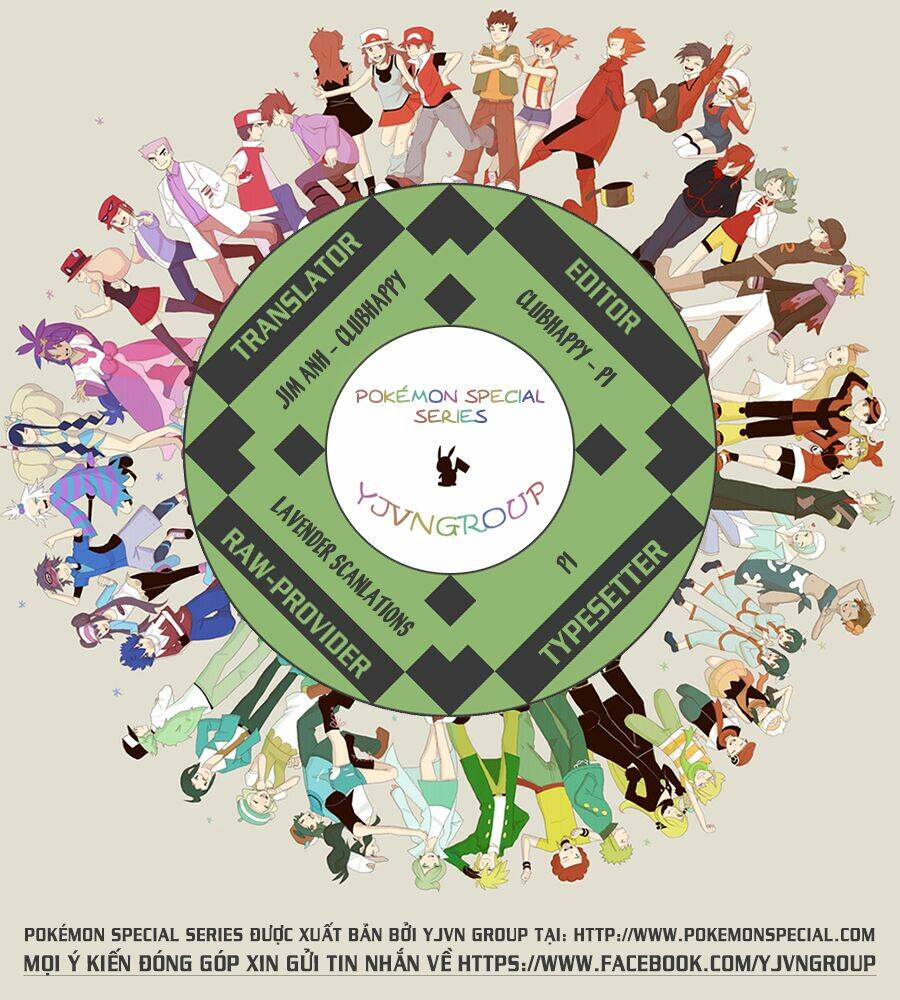 TRANSLATOR
JIM ANH - CLUBHAPPY
EDITOR
CLUBHAPPY - PI
POKÉMON SPECIAL
SERIES
YJVNGROUP
RAW-PROVIDER
LAVENDER SCANLATIONS
TYPESETTER
PI
POKÉMON SPECIAL SERIES ĐƯỢC XUẤT BẢN BỞI YJVN GROUP TẠI: HTTP://WWW.POKEMONSPECIAL.COM
MỌI Ý KIẾN ĐÓNG GÓP XIN GỬI TIN NHẮN VỀ HTTPS://WWW.FACEBOOK.COM/YJVNGROUP